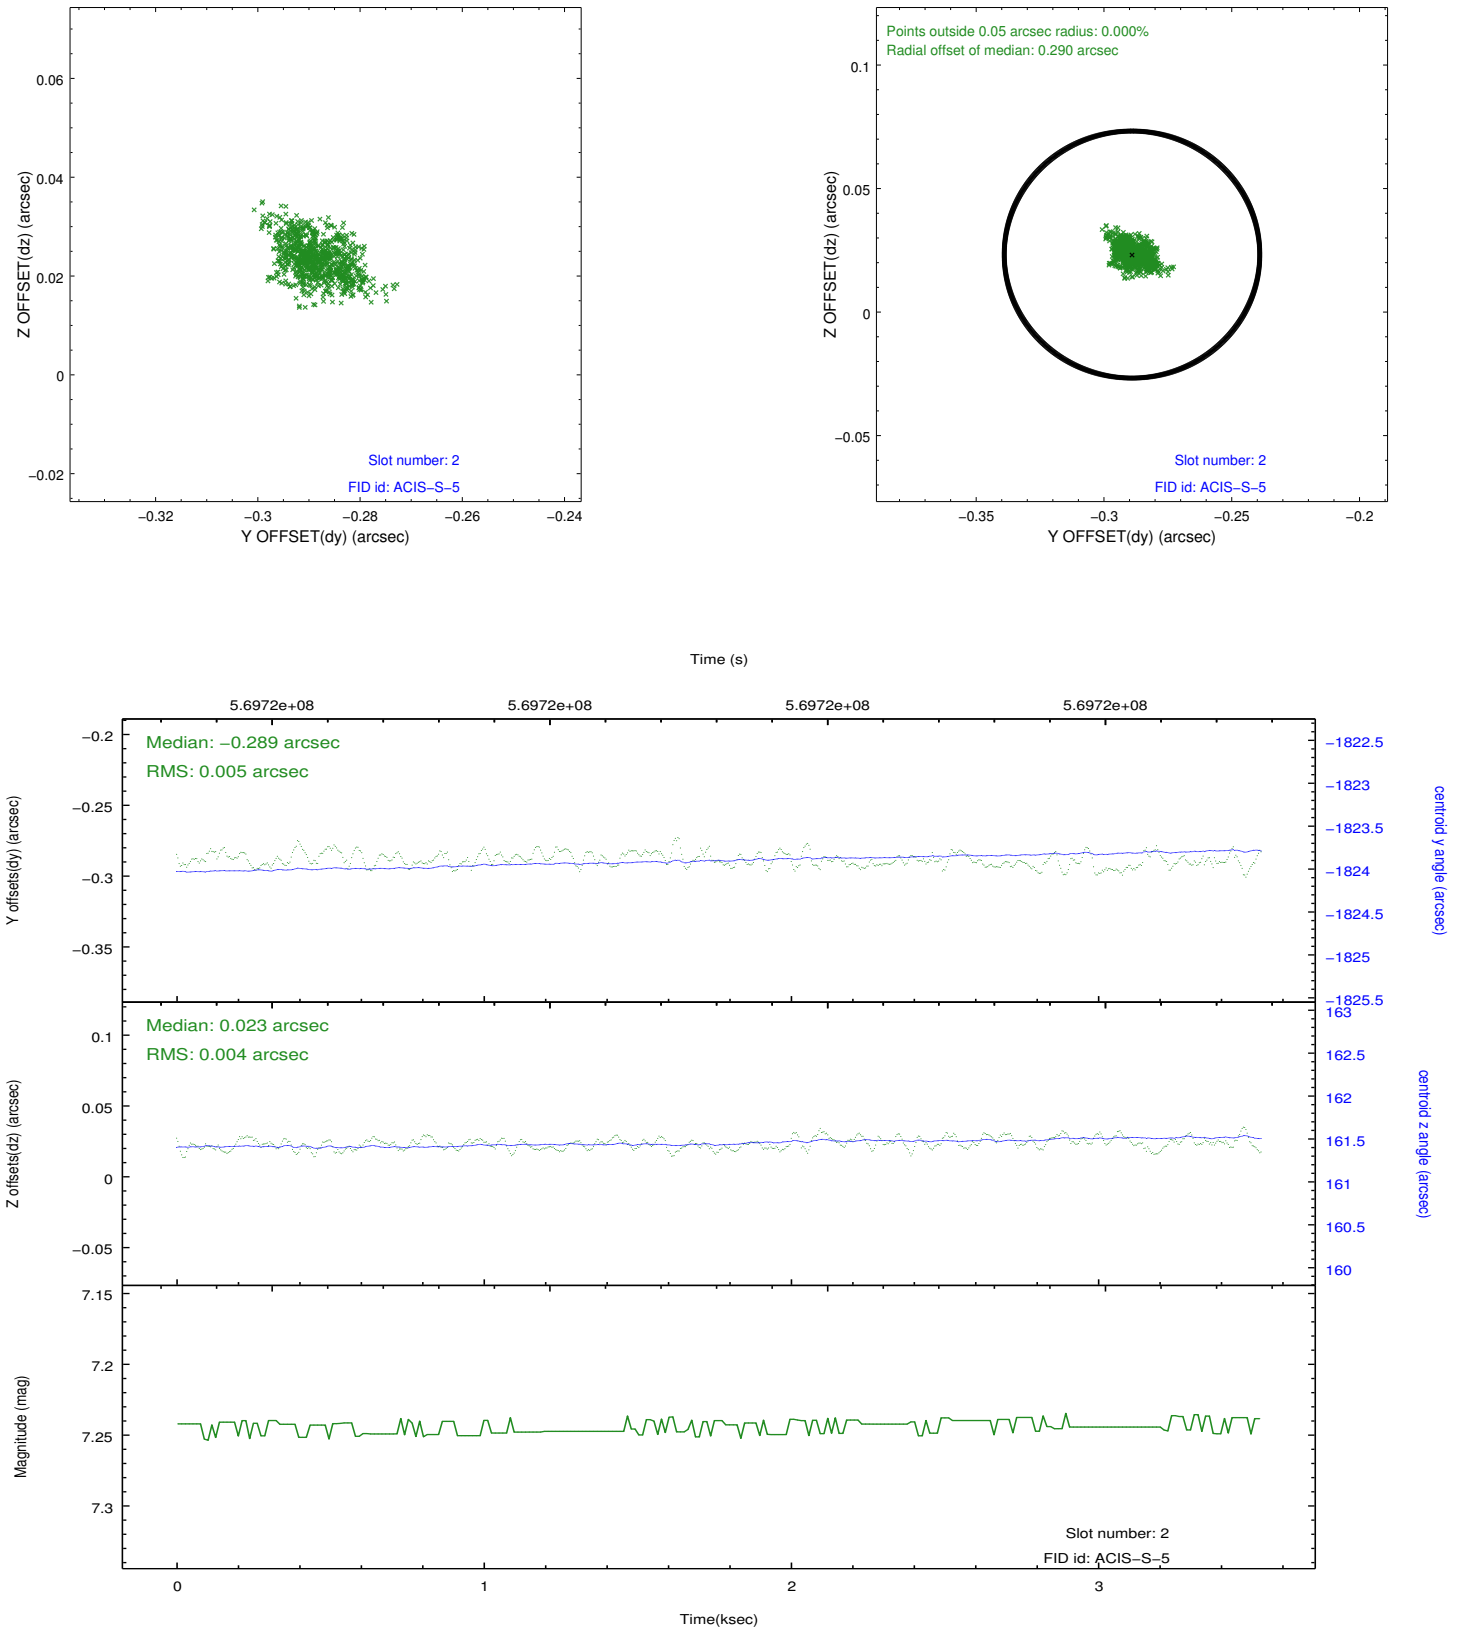 0.06
0.04
0.02
0
−0.02
Z OFFSET(dz) (arcsec)
Slot number: 2
FID id: ACIS−S−5
−0.32
−0.3
−0.28
−0.26
−0.24
Y OFFSET(dy) (arcsec)
Points outside 0.05 arcsec radius: 0.000%
Radial offset of median: 0.290 arcsec
0.1
0.05
0
−0.05
Z OFFSET(dz) (arcsec)
Slot number: 2
FID id: ACIS−S−5
−0.35
−0.3
−0.25
−0.2
Y OFFSET(dy) (arcsec)
Time (s)
5.6972e+08
5.6972e+08
5.6972e+08
5.6972e+08
Median: −0.289 arcsec
RMS: 0.005 arcsec
−0.2
−0.25
−0.3
−0.35
Y offsets(dy) (arcsec)
−1822.5
−1823
−1823.5
−1824
−1824.5
−1825
−1825.5
centroid y angle (arcsec)
Median: 0.023 arcsec
RMS: 0.004 arcsec
0.1
0.05
0
−0.05
Z offsets(dz) (arcsec)
163
162.5
162
161.5
161
160.5
160
centroid z angle (arcsec)
7.15
7.2
7.25
7.3
Magnitude (mag)
Slot number: 2
FID id: ACIS−S−5
0
1
2
3
Time(ksec)